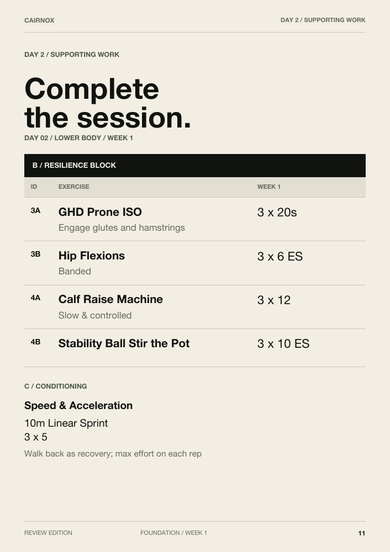 CAIRNOX
DAY 2 / SUPPORTING WORK
DAY 2 / SUPPORTING WORK
Complete
the session.
DAY 02 / LOWER BODY / WEEK 1
B / RESILIENCE BLOCK
ID EXERCISE WEEK 1
3A GHD Prone ISO 3 x 20s
Engage glutes and hamstrings
3B Hip Flexions 3 x 6 ES
Banded
4A Calf Raise Machine 3 x 12
Slow & controlled
4B Stability Ball Stir the Pot 3 x 10 ES
C / CONDITIONING
Speed & Acceleration
10m Linear Sprint
3 x 5
Walk back as recovery; max effort on each rep
REVIEW EDITION FOUNDATION / WEEK 1 11